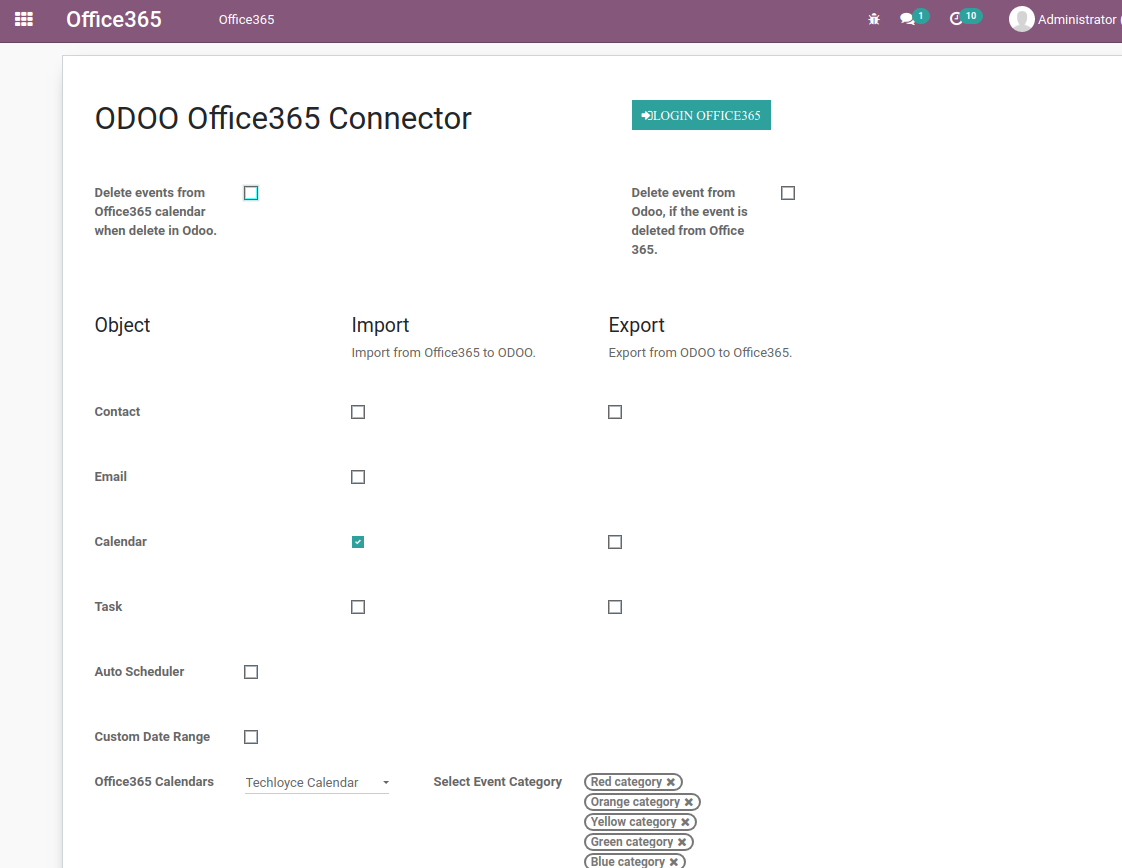 Office365 Office365 1 10 Administrator (
ODOO Office365 Connector LOGIN OFFICE365
Delete events from
Office365 calendar
when delete in Odoo.
Delete event from
Odoo, if the event is
deleted from Office
365.
Object Import Export
Import from Office365 to ODOO. Export from ODOO to Office365.
Contact
Email
Calendar
Task
Auto Scheduler
Custom Date Range
Office365 Calendars Techloyce Calendar Select Event Category Red category ✖
Orange category ✖
Yellow category ✖
Green category ✖
Blue category ✖